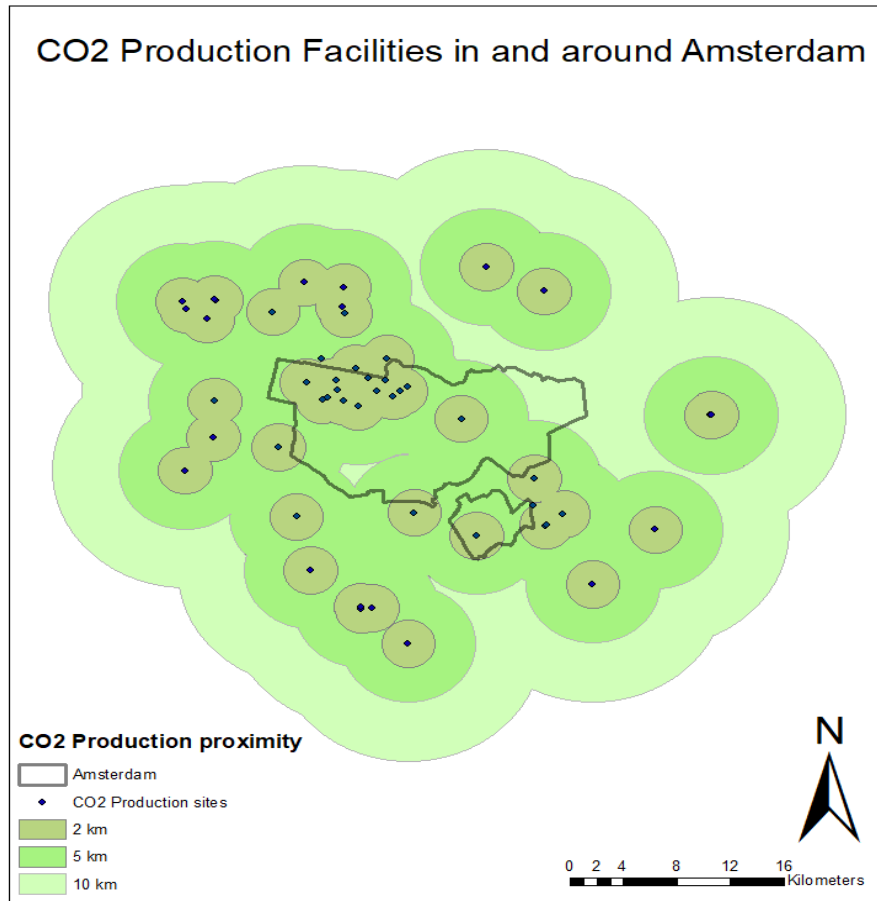 CO2 Production Facilities in and around Amsterdam
CO2 Production proximity
Amsterdam
CO2 Production sites
2 km
5 km
10 km
N
0 2 4 8 12 16
Kilometers